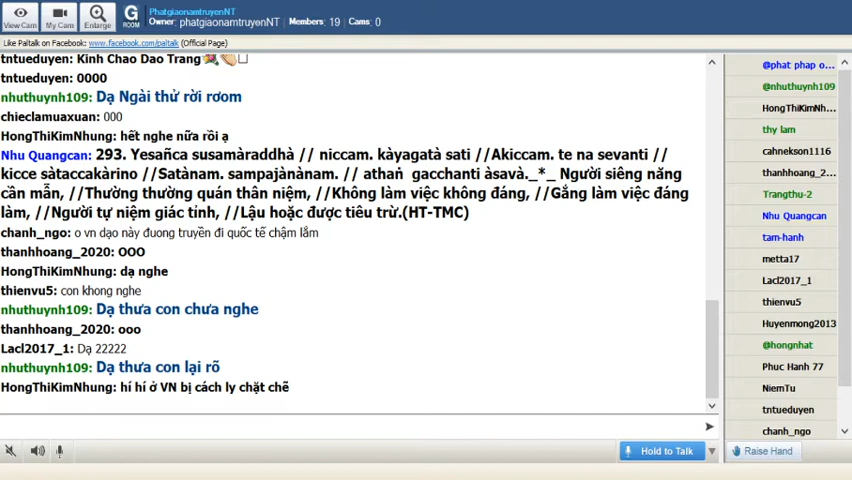 PhatgiaonamtruyenNT
Owner: phatgiaonamtruyenNT | Members: 19 | Cams: 0
View Cam
My Cam
Enlarge
G
ROOM
Like Paltalk on Facebook: www.facebook.com/paltalk (Official Page)
tntueduyen: Kinh Chao Dao Trang
tntueduyen: 0000
nhuthuynh109: Dạ Ngài thử rời rơom
chieclamuaxuan: 000
HongThiKimNhung: hết nghe nữa rồi ạ
Nhu Quangcan: 293. Yesañca susamàraddhà // niccam. kàyagatà sati //Akiccam. te na sevanti //
kicce sàtaccakàrino //Satànam. sampajànànam. // athaṅ gacchanti àsavà._*_ Người siêng năng
cần mẫn, //Thường thường quán thân niệm, //Không làm việc không đáng, //Gắng làm việc đáng
làm, //Người tự niệm giác tỉnh, //Lậu hoặc được tiêu trừ.(HT-TMC)
chanh_ngo: o vn dạo này đuong truyền đi quốc tế chậm lắm
thanhhoang_2020: OOO
HongThiKimNhung: dạ nghe
thienvu5: con khong nghe
nhuthuynh109: Dạ thưa con chưa nghe
thanhhoang_2020: ooo
Lacl2017_1: Dạ 22222
nhuthuynh109: Dạ thưa con lại rõ
HongThiKimNhung: hí hí ở VN bị cách ly chặt chẽ
Hold to Talk
@phat phap o...
@nhuthuynh109
HongThiKimNh...
thy lam
cahnekson1116
thanhhoang_2...
Trangthu-2
Nhu Quangcan
tam-hanh
metta17
Lacl2017_1
thienvu5
Huyenmong2013
@hongnhat
Phuc Hanh 77
NiemTu
tntueduyen
chanh_ngo
Raise Hand